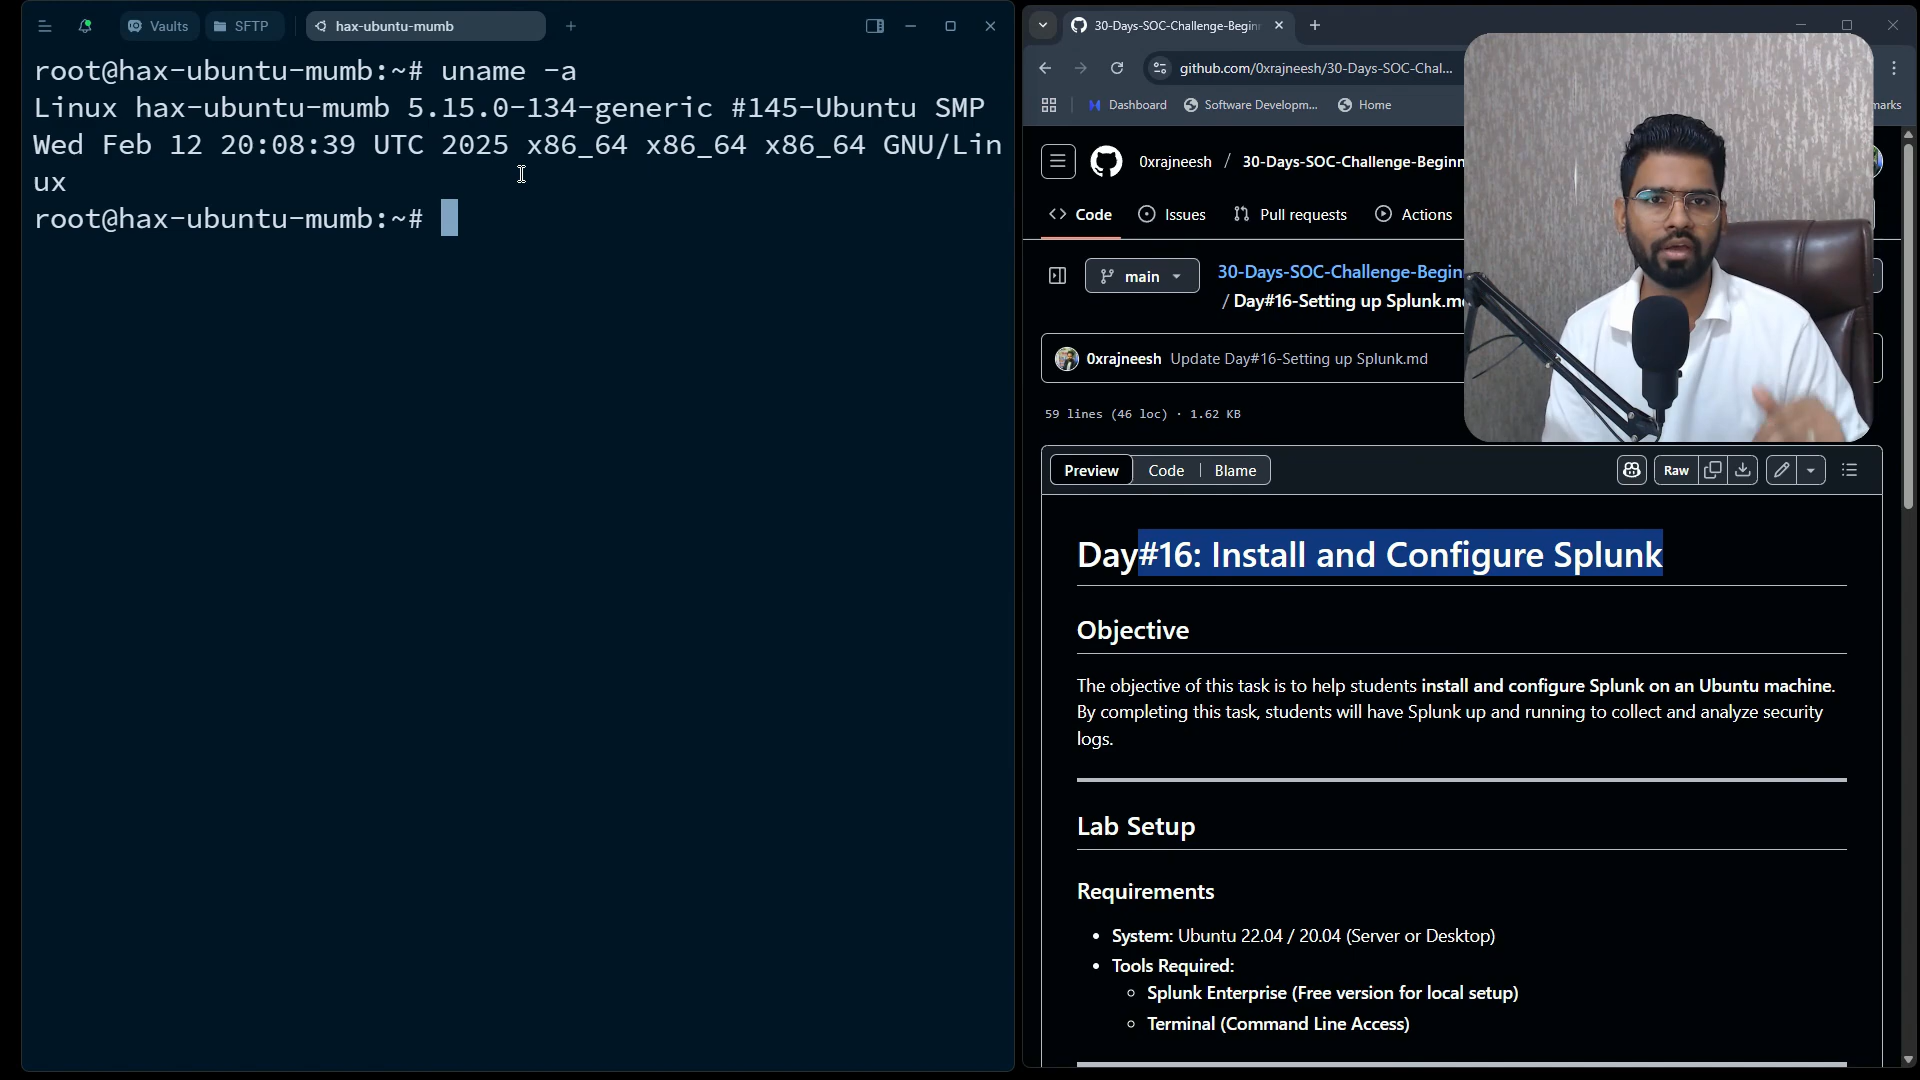 Vaults
SFTP
hax-ubuntu-mumb
root@hax-ubuntu-mumb:~# uname -a
Linux hax-ubuntu-mumb 5.15.0-134-generic #145-Ubuntu SMP
Wed Feb 12 20:08:39 UTC 2025 x86_64 x86_64 x86_64 GNU/Lin
ux
root@hax-ubuntu-mumb:~#
30-Days-SOC-Challenge-Beginn
github.com/0xrajneesh/30-Days-SOC-Chal...
Dashboard
Software Developm...
Home
marks
0xrajneesh / 30-Days-SOC-Challenge-Beginn
Code
Issues
Pull requests
Actions
main
30-Days-SOC-Challenge-Begin
/ Day#16-Setting up Splunk.m
0xrajneesh Update Day#16-Setting up Splunk.md
59 lines (46 loc) · 1.62 KB
Preview
Code
Blame
Raw
Day#16: Install and Configure Splunk
Objective
The objective of this task is to help students install and configure Splunk on an Ubuntu machine.
By completing this task, students will have Splunk up and running to collect and analyze security
logs.
Lab Setup
Requirements
• System: Ubuntu 22.04 / 20.04 (Server or Desktop)
• Tools Required:
○ Splunk Enterprise (Free version for local setup)
○ Terminal (Command Line Access)